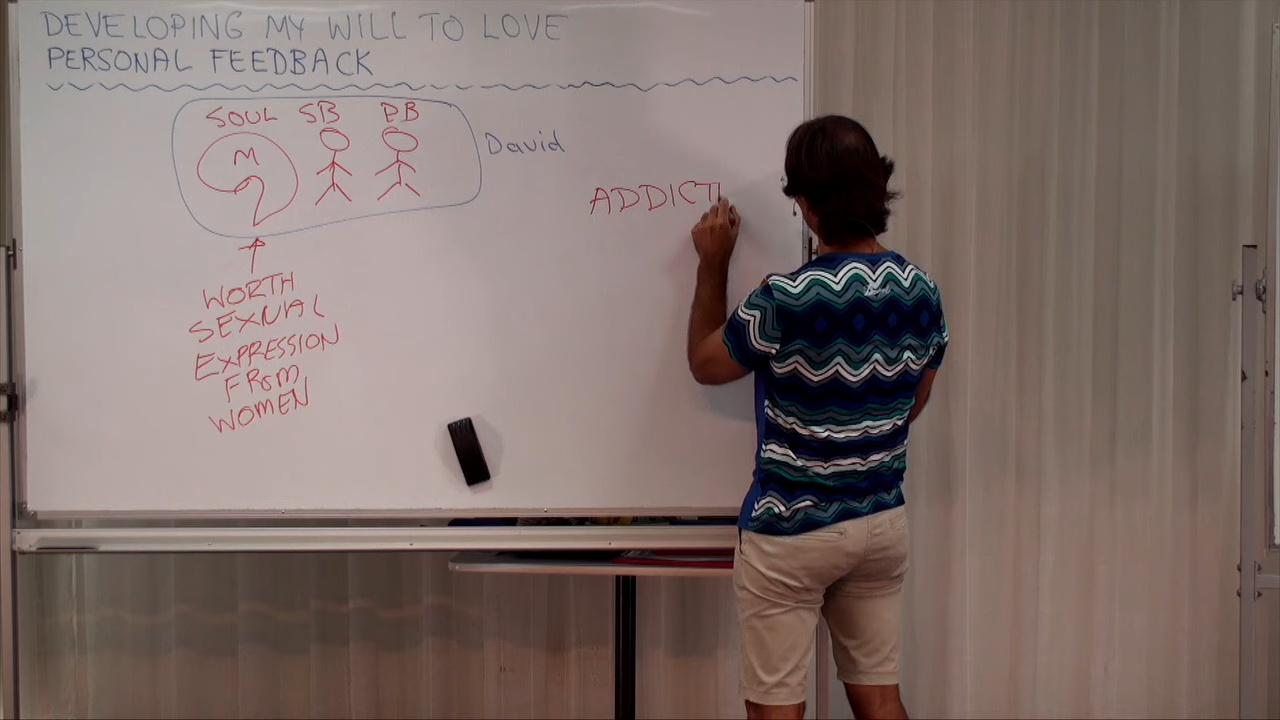 DEVELOPING MY WILL TO LOVE
PERSONAL FEEDBACK
SOUL SB PB
M
David
ADDICTI
WORTH
SEXUAL
EXPRESSION
FROM
WOMEN